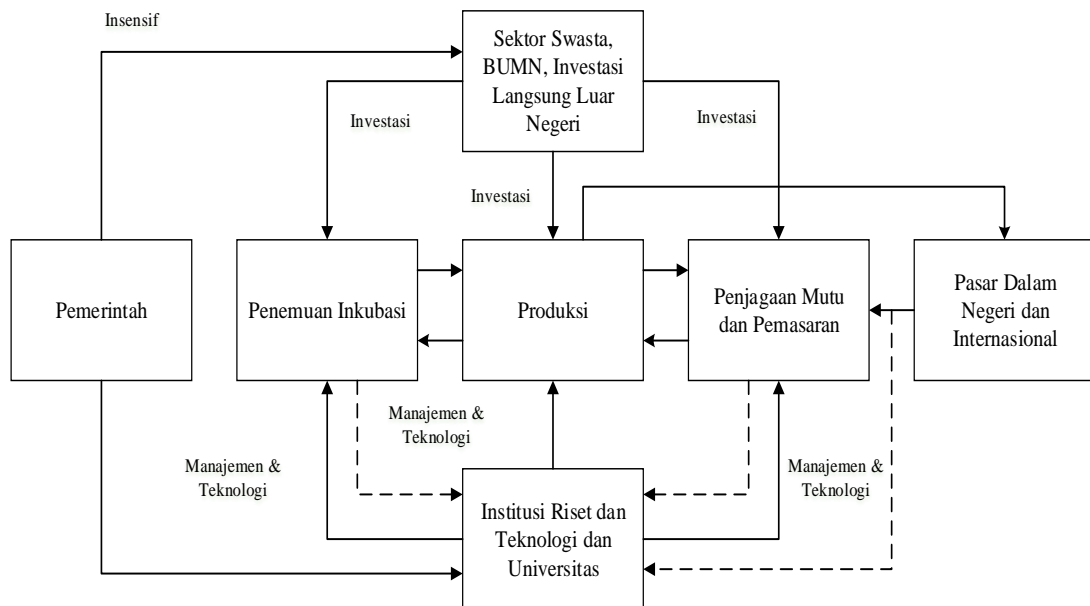 Insensif
Sektor Swasta,
BUMN, Investasi
Langsung Luar
Negeri
Investasi
Investasi
Investasi
Pemerintah
Penemuan Inkubasi
Produksi
Penjagaan Mutu
dan Pemasaran
Pasar Dalam
Negeri dan
Internasional
Manajemen &
Teknologi
Manajemen &
Teknologi
Manajemen &
Teknologi
Institusi Riset dan
Teknologi dan
Universitas